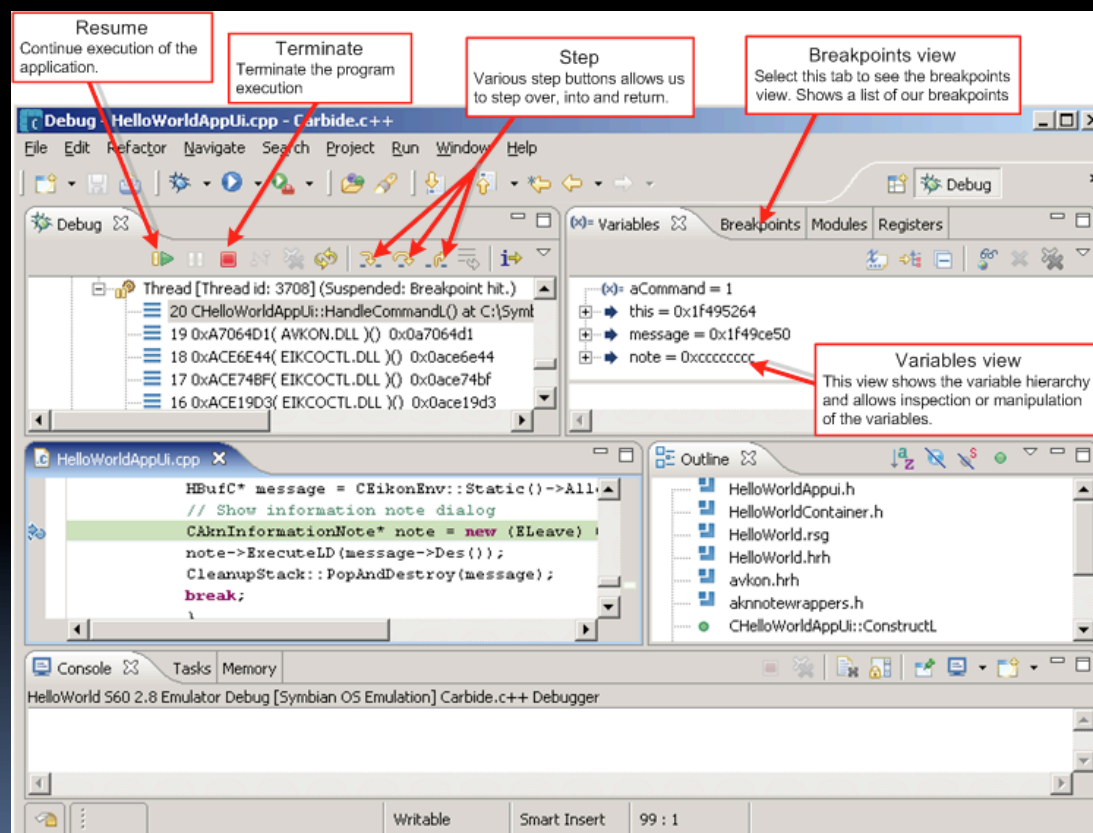 Resume
Continue execution of the
application.
Terminate
Terminate the program
execution
Step
Various step buttons allows us
to step over, into and return.
Breakpoints view
Select this tab to see the breakpoints
view. Shows a list of our breakpoints
Debug - HelloWorldAppUi.cpp - Carbide.c++
File Edit Refactor Navigate Search Project Run Window Help
Debug
Debug
(x)= Variables Breakpoints Modules Registers
Thread [Thread id: 3708] (Suspended: Breakpoint hit.)
20 CHelloWorldAppUi::HandleCommandL() at C:\Symb
19 0xA7064D1( AVKON.DLL )() 0x0a7064d1
18 0xACE6E44( EIKCOCTL.DLL )() 0x0ace6e44
17 0xACE74BF( EIKCOCTL.DLL )() 0x0ace74bf
16 0xACE19D3( EIKCOCTL.DLL )() 0x0ace19d3
(x)= aCommand = 1
this = 0x1f495264
message = 0x1f49ce50
note = 0xcccccccc
Variables view
This view shows the variable hierarchy
and allows inspection or manipulation
of the variables.
HelloWorldAppUi.cpp
HBufC* message = CEikonEnv::Static()->All
// Show information note dialog
CAknInformationNote* note = new (ELeave)
note->ExecuteLD(message->Des());
CleanupStack::PopAndDestroy(message);
break;
}
Outline
HelloWorldAppui.h
HelloWorldContainer.h
HelloWorld.rsg
HelloWorld.hrh
avkon.hrh
aknnotewrappers.h
CHelloWorldAppUi::ConstructL
Console Tasks Memory
HelloWorld S60 2.8 Emulator Debug [Symbian OS Emulation] Carbide.c++ Debugger
Writable Smart Insert 99 : 1